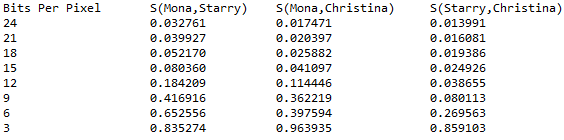 Bits Per Pixel S(Mona,Starry) S(Mona,Christina) S(Starry,Christina)
24 0.032761 0.017471 0.013991
21 0.039927 0.020397 0.016081
18 0.052170 0.025882 0.019386
15 0.080360 0.041097 0.024926
12 0.184209 0.114446 0.038655
9 0.416916 0.362219 0.080113
6 0.652556 0.397594 0.269563
3 0.835274 0.963935 0.859103